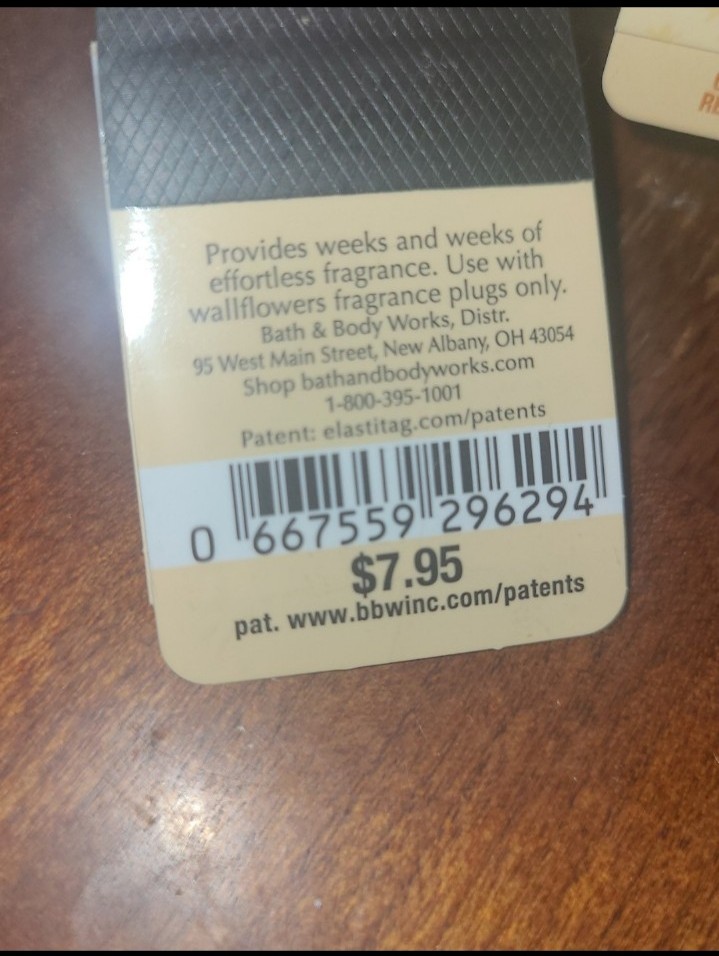 Provides weeks and weeks of
effortless fragrance. Use with
wallflowers fragrance plugs only.
Bath & Body Works, Distr.
95 West Main Street, New Albany, OH 43054
Shop bathandbodyworks.com
1-800-395-1001
Patent: elastitag.com/patents
0 667559 296294
$7.95
pat. www.bbwinc.com/patents